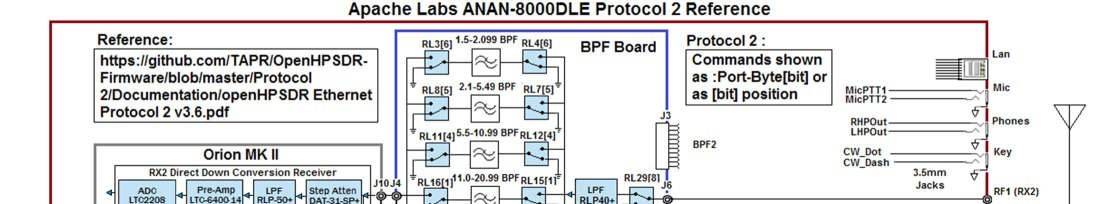 Apache Labs ANAN-8000DLE Protocol 2 Reference
Reference:
https://github.com/TAPR/OpenHPSDR-
Firmware/blob/master/Protocol
2/Documentation/openHPSDR Ethernet
Protocol 2 v3.6.pdf
BPF Board
RL3[6] 1.5-2.099 BPF RL4[6]
RL8[5] 2.1-5.49 BPF RL7[5]
RL11[4] 5.5-10.99 BPF RL12[4]
RL16[1] 11.0-20.99 BPF RL15[1]
LPF
RLP40+
RL29[8]
J3
BPF2
J6
Protocol 2 :
Commands shown
as :Port-Byte[bit] or
as [bit] position
Lan
Mic
MicPTT1
MicPTT2
Phones
RHPOut
LHPOut
Key
CW_Dot
CW_Dash
3.5mm
Jacks
RF1 (RX2)
Orion MK II
RX2 Direct Down Conversion Receiver
J10 J4
ADC
LTC2208
Pre-Amp
LTC-6400-14
LPF
RLP-50+
Step Atten
DAT-31-SP+